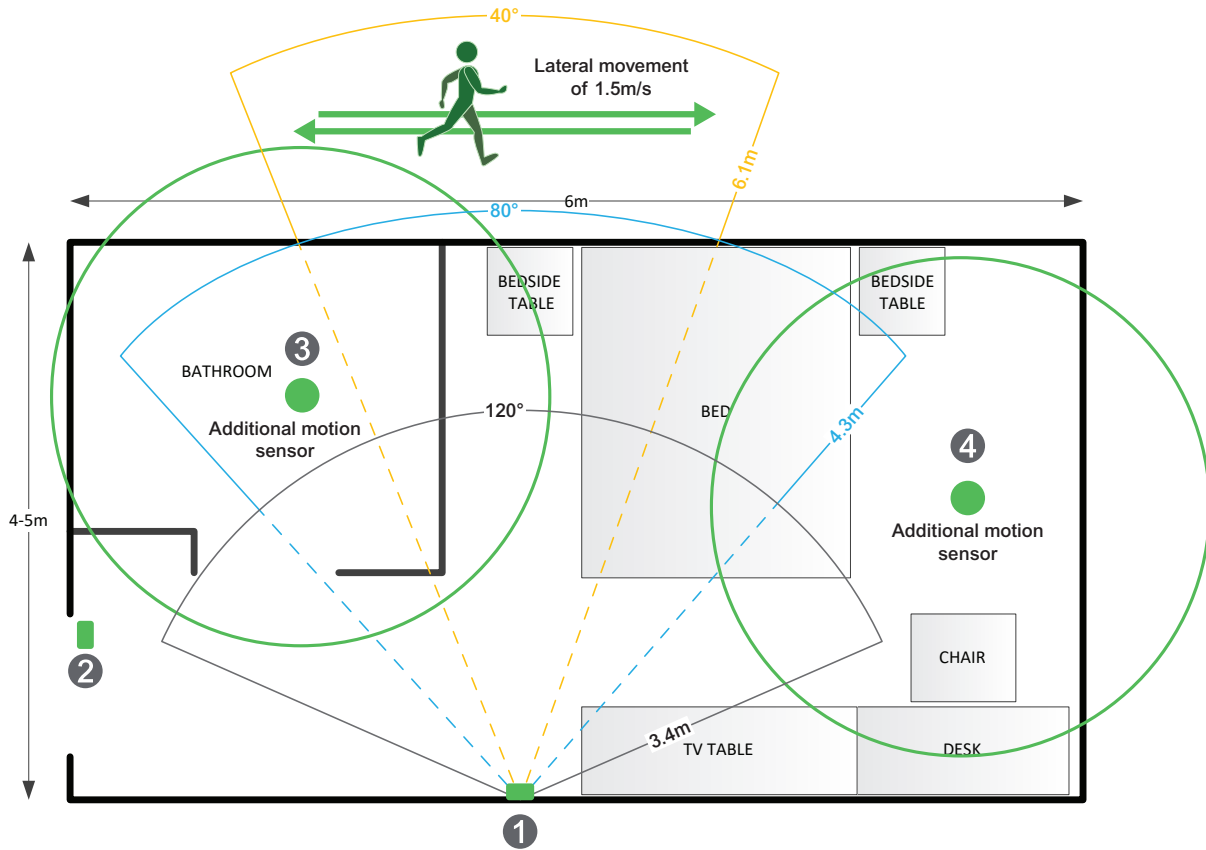 40°
Lateral movement
of 1.5m/s
6.1m
6m
80°
BEDSIDE
TABLE
BEDSIDE
TABLE
3
BATHROOM
Additional motion
sensor
120°
BED
4.3m
4
Additional motion
sensor
4-5m
2
CHAIR
3.4m
TV TABLE
DESK
1